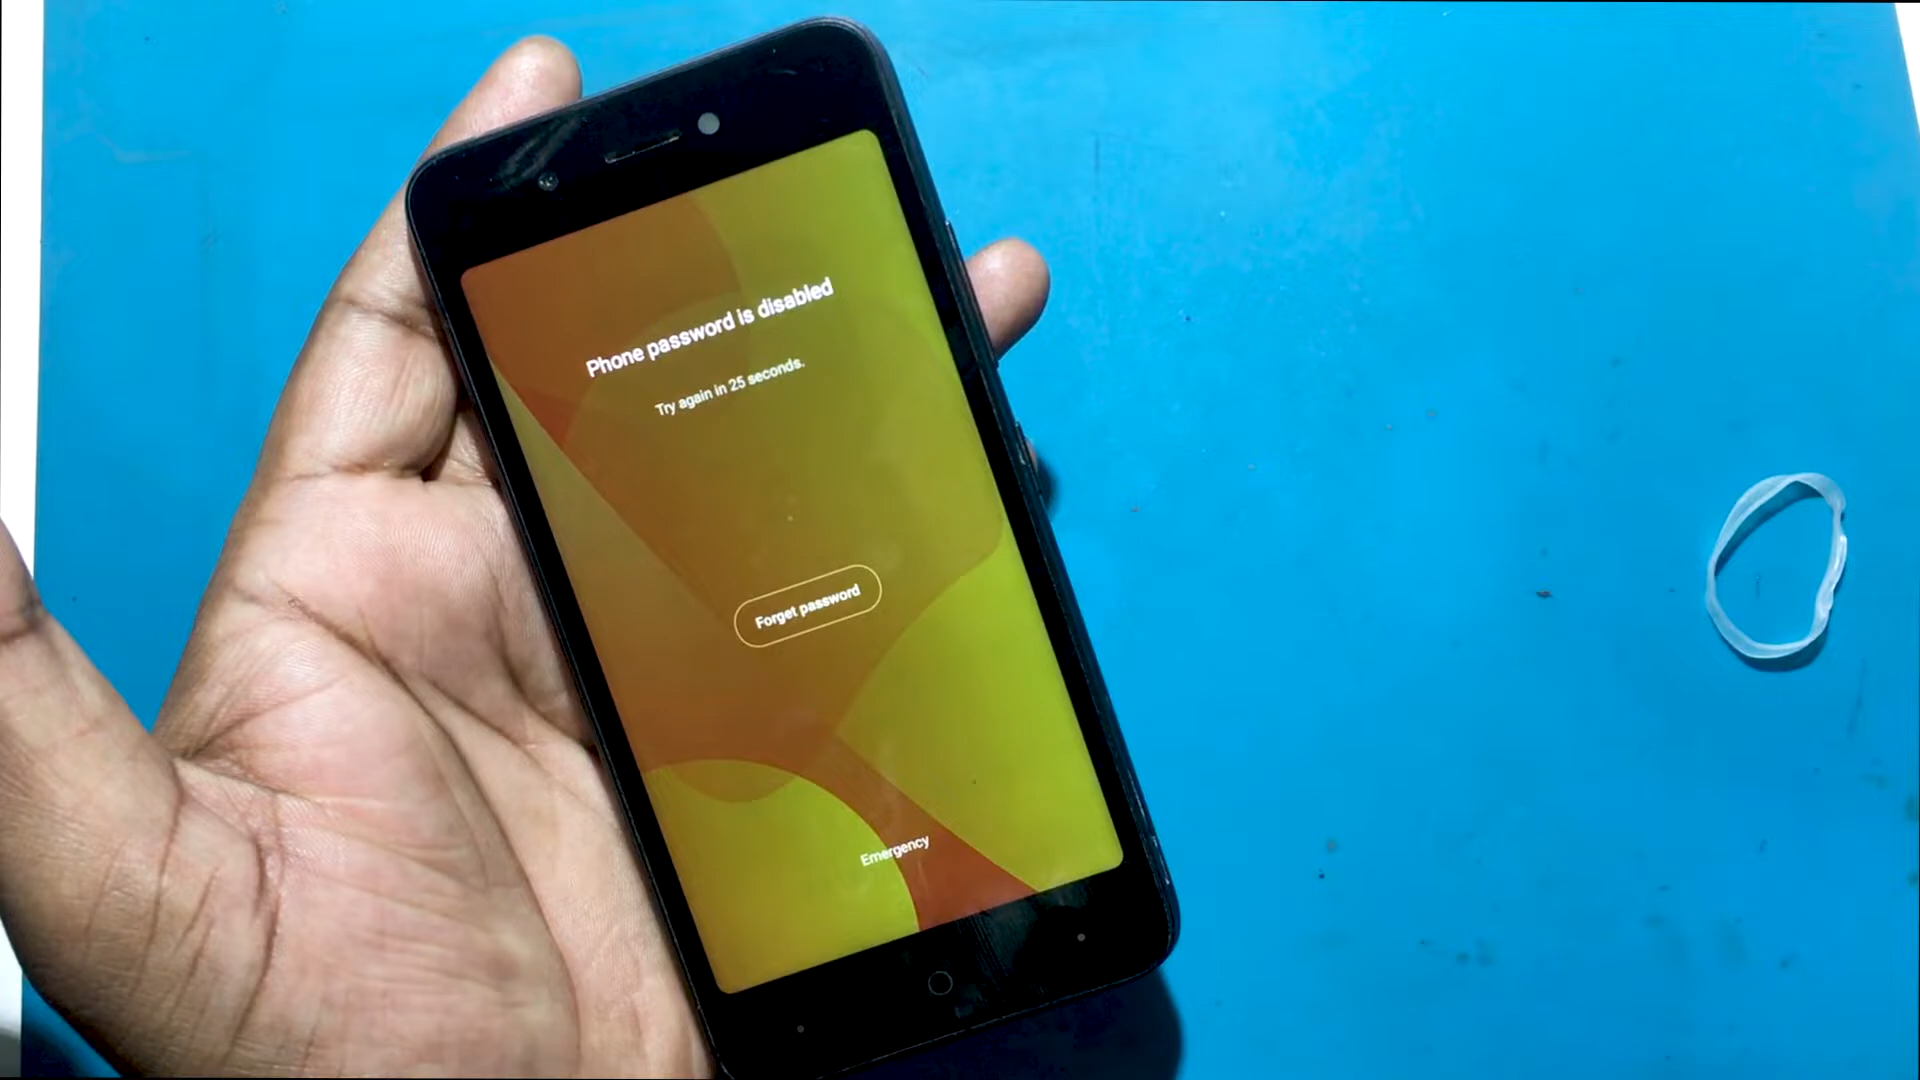 Phone password is disabled
Try again in 25 seconds.
Forget password
Emergency